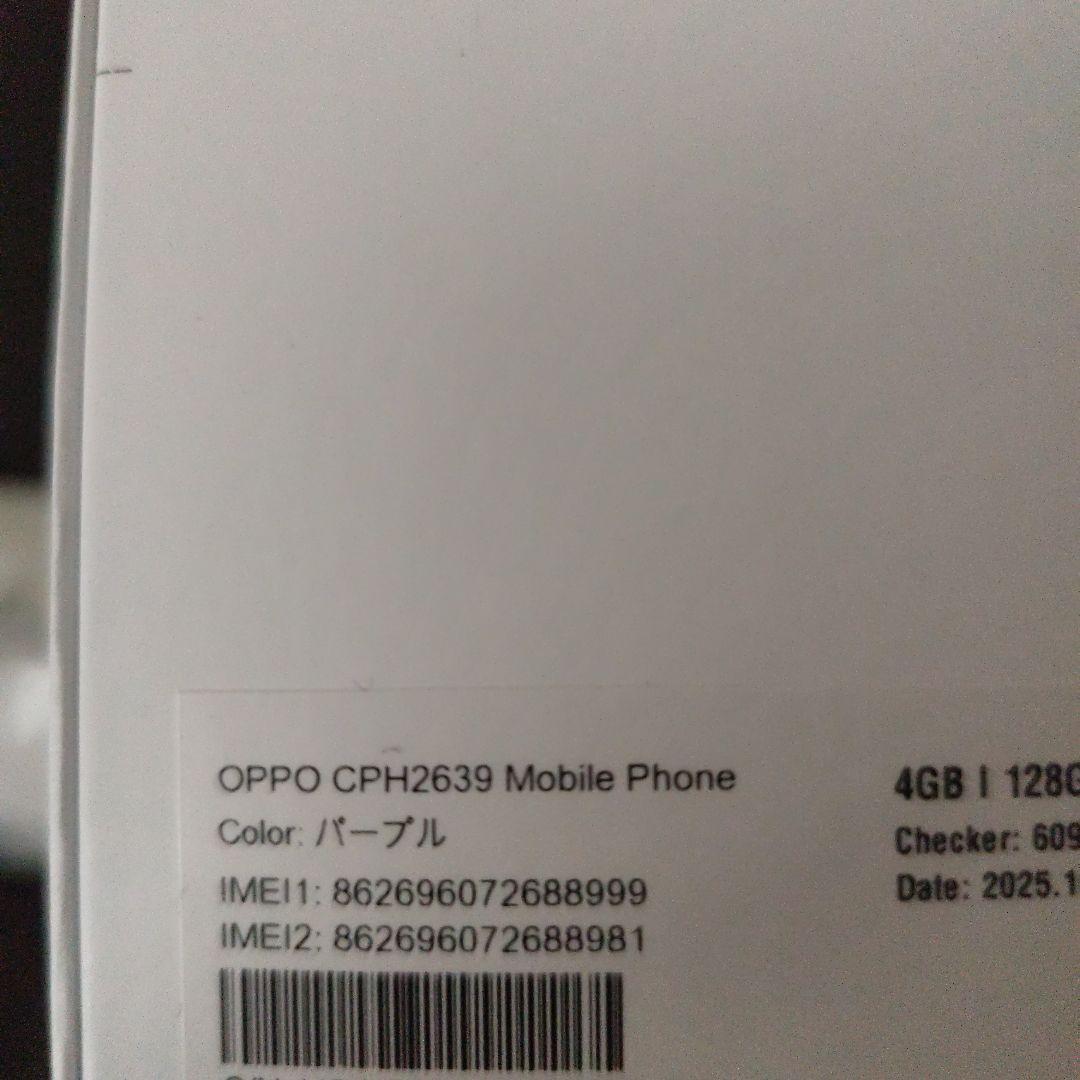 OPPO CPH2639 Mobile Phone
Color: パープル
IMEI1: 862696072688999
IMEI2: 862696072688981
4GB | 128G
Checker: 609
Date: 2025.1